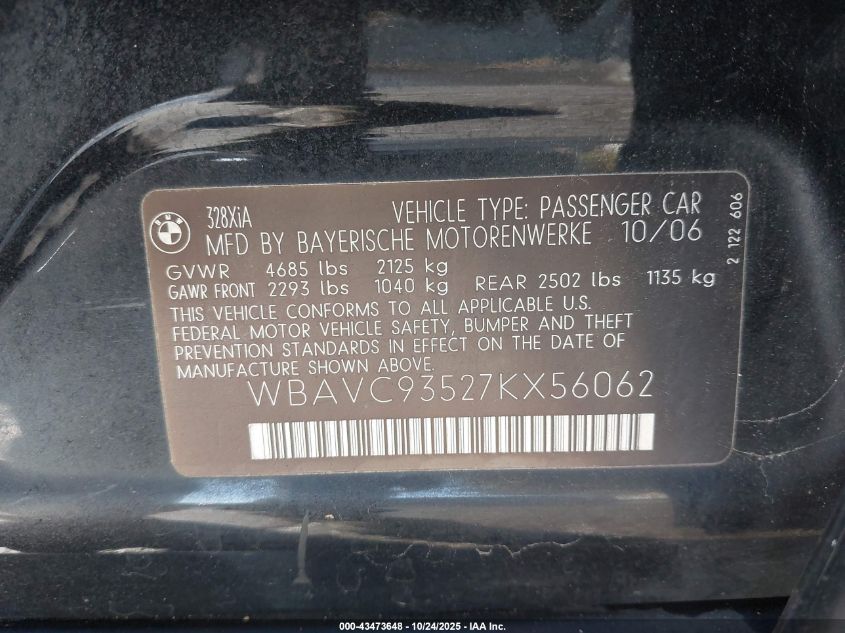 BMW
328XiA VEHICLE TYPE: PASSENGER CAR
MFD BY BAYERISCHE MOTORENWERKE 10/06
GVWR 4685 lbs 2125 kg
GAWR FRONT 2293 lbs 1040 kg REAR 2502 lbs 1135 kg
THIS VEHICLE CONFORMS TO ALL APPLICABLE U.S.
FEDERAL MOTOR VEHICLE SAFETY, BUMPER AND THEFT
PREVENTION STANDARDS IN EFFECT ON THE DATE OF
MANUFACTURE SHOWN ABOVE.
WBAVC93527KX56062
2 122 606
000-43473648 - 10/24/2025 - IAA Inc.